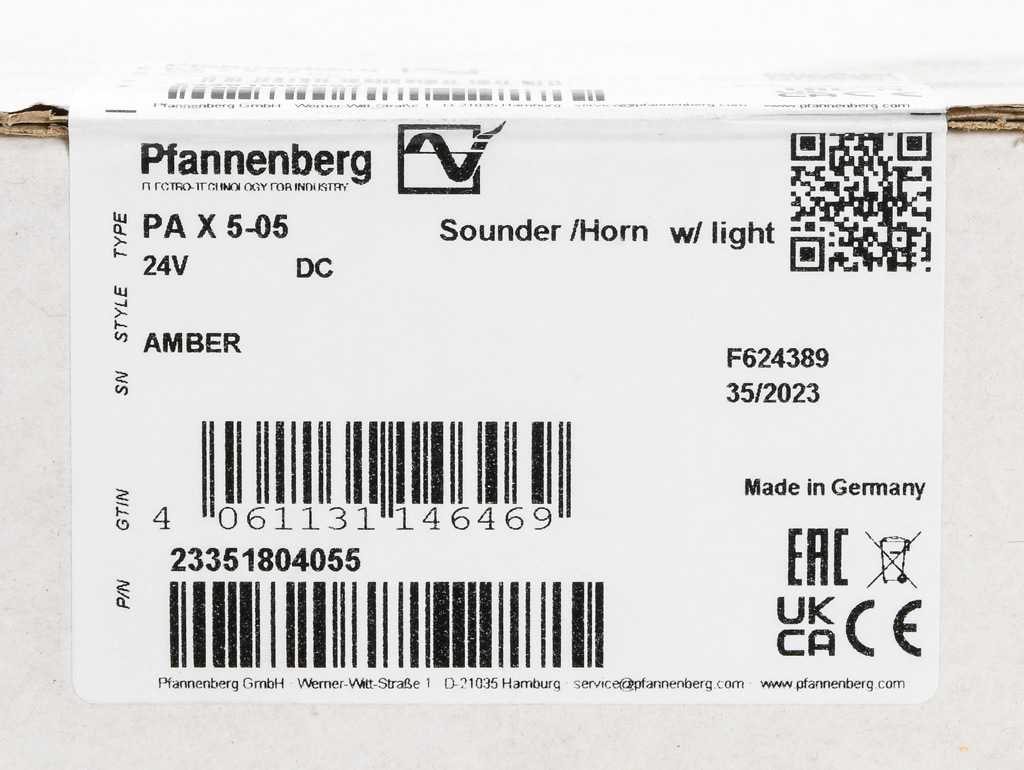 Pfannenberg GmbH · Werner-Witt-Straße 1 · D-21035 Hamburg · service@pfannenberg.com · www.pfannenberg.com
Pfannenberg
ELECTRO-TECHNOLOGY FOR INDUSTRY
TYPE PA X 5-05 Sounder /Horn w/ light
24V DC
STYLE
AMBER
SN
F624389
35/2023
Made in Germany
GTIN 4 061131 146469
23351804055
EAC
P/N
UK
CA CE
Pfannenberg GmbH · Werner-Witt-Straße 1 · D-21035 Hamburg · service@pfannenberg.com · www.pfannenberg.com